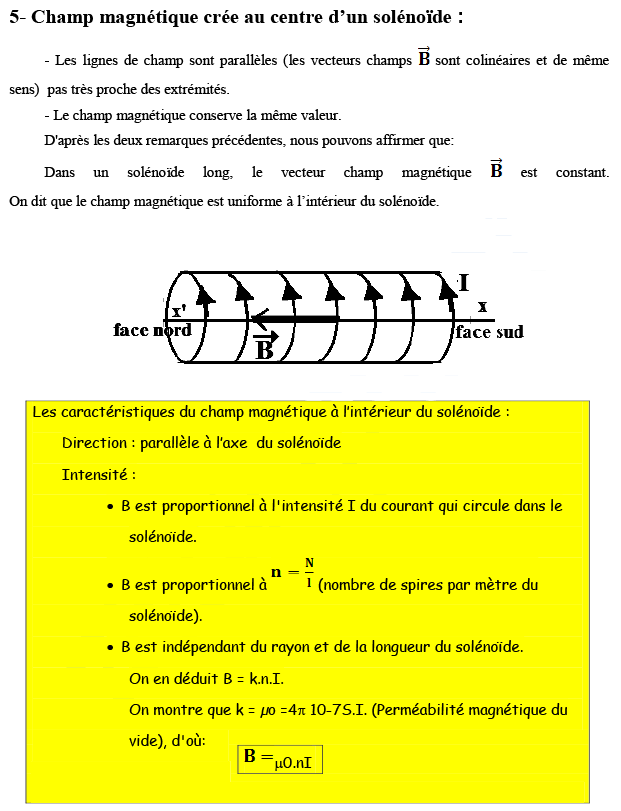 5- Champ magnétique crée au centre d’un solénoïde :
- Les lignes de champ sont parallèles (les vecteurs champs B⃗ sont colinéaires et de même
sens) pas très proche des extrémités.
- Le champ magnétique conserve la même valeur.
D'après les deux remarques précédentes, nous pouvons affirmer que:
Dans un solénoïde long, le vecteur champ magnétique B⃗ est constant.
On dit que le champ magnétique est uniforme à l’intérieur du solénoïde.
I
x' x
face nord face sud
B⃗
Les caractéristiques du champ magnétique à l’intérieur du solénoïde :
Direction : parallèle à l’axe du solénoïde
Intensité :
• B est proportionnel à l'intensité I du courant qui circule dans le
solénoïde.
• B est proportionnel à n = N/l (nombre de spires par mètre du
solénoïde).
• B est indépendant du rayon et de la longueur du solénoïde.
On en déduit B = k.n.I.
On montre que k = µo =4π 10-7S.I. (Perméabilité magnétique du
vide), d'où:
B = µ0.nI